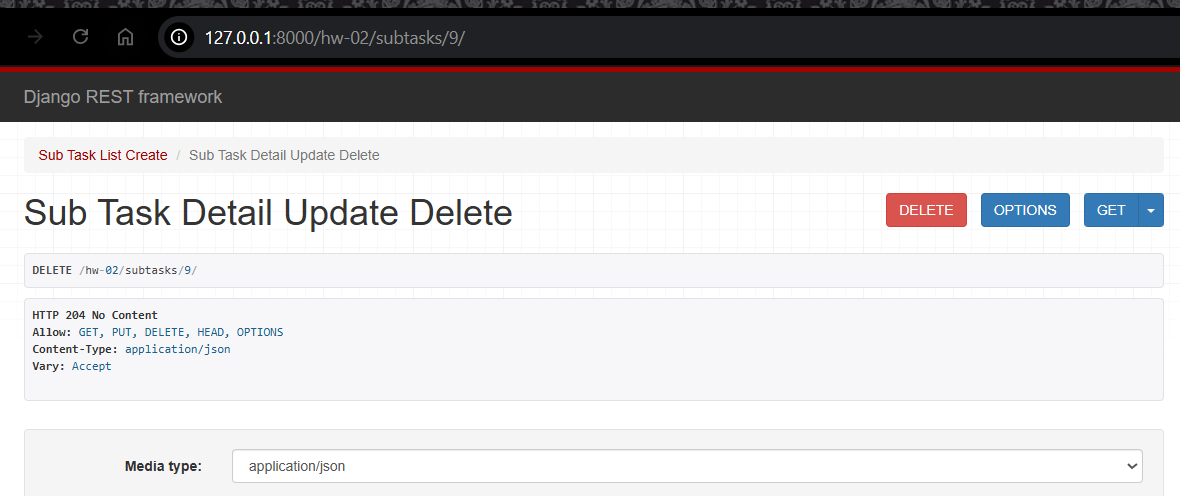 127.0.0.1:8000/hw-02/subtasks/9/
Django REST framework
Sub Task List Create / Sub Task Detail Update Delete
Sub Task Detail Update Delete
DELETE OPTIONS GET
DELETE /hw-02/subtasks/9/
HTTP 204 No Content
Allow: GET, PUT, DELETE, HEAD, OPTIONS
Content-Type: application/json
Vary: Accept
Media type: application/json